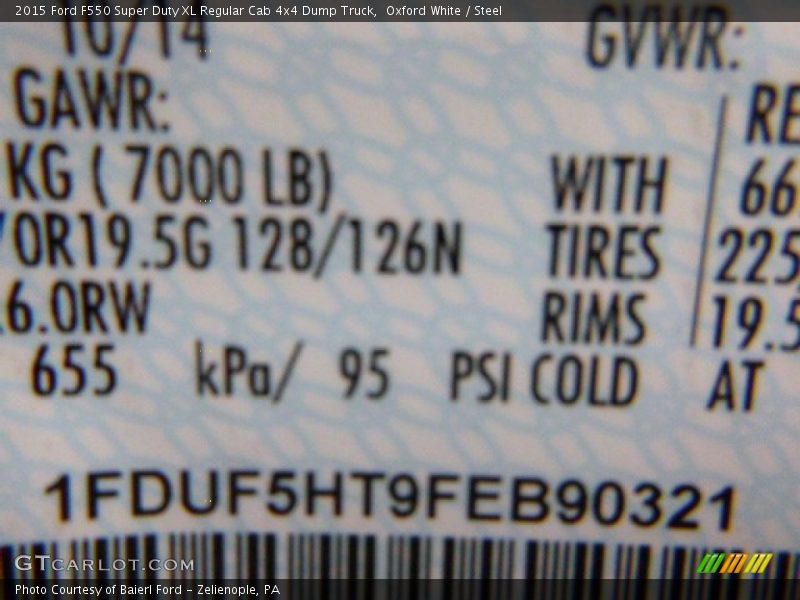 2015 Ford F550 Super Duty XL Regular Cab 4x4 Dump Truck, Oxford White / Steel
10/14 GVWR:
GAWR: RE
KG ( 7000 LB) WITH 66
70R19.5G 128/126N TIRES 225
6.0RW RIMS 19.5
655 kPa/ 95 PSI COLD AT
1FDUF5HT9FEB90321
GTCARLOT.COM
Photo Courtesy of Baierl Ford - Zelienople, PA